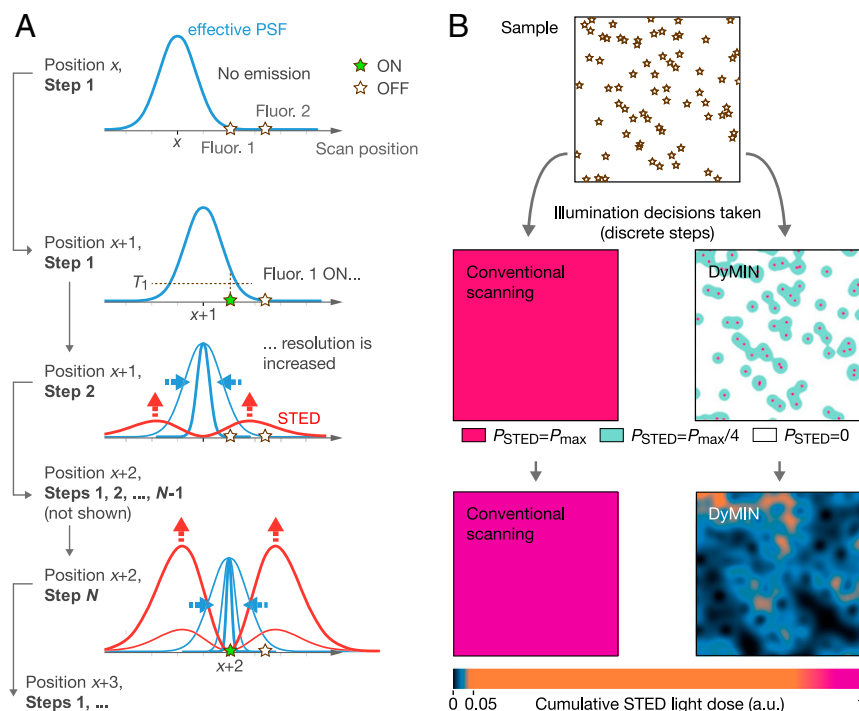 A
effective PSF
Position x,
Step 1
No emission
ON
OFF
Fluor. 2
x
Fluor. 1
Scan position
Position x+1,
Step 1
T1
Fluor. 1 ON...
x+1
... resolution is
increased
Position x+1,
Step 2
STED
Position x+2,
Steps 1, 2, ..., N-1
(not shown)
Position x+2,
Step N
x+2
Position x+3,
Steps 1, ...
B
Sample
Illumination decisions taken
(discrete steps)
Conventional
scanning
DyMIN
PSTED=Pmax
PSTED=Pmax/4
PSTED=0
Conventional
scanning
DyMIN
0 0.05
Cumulative STED light dose (a.u.)